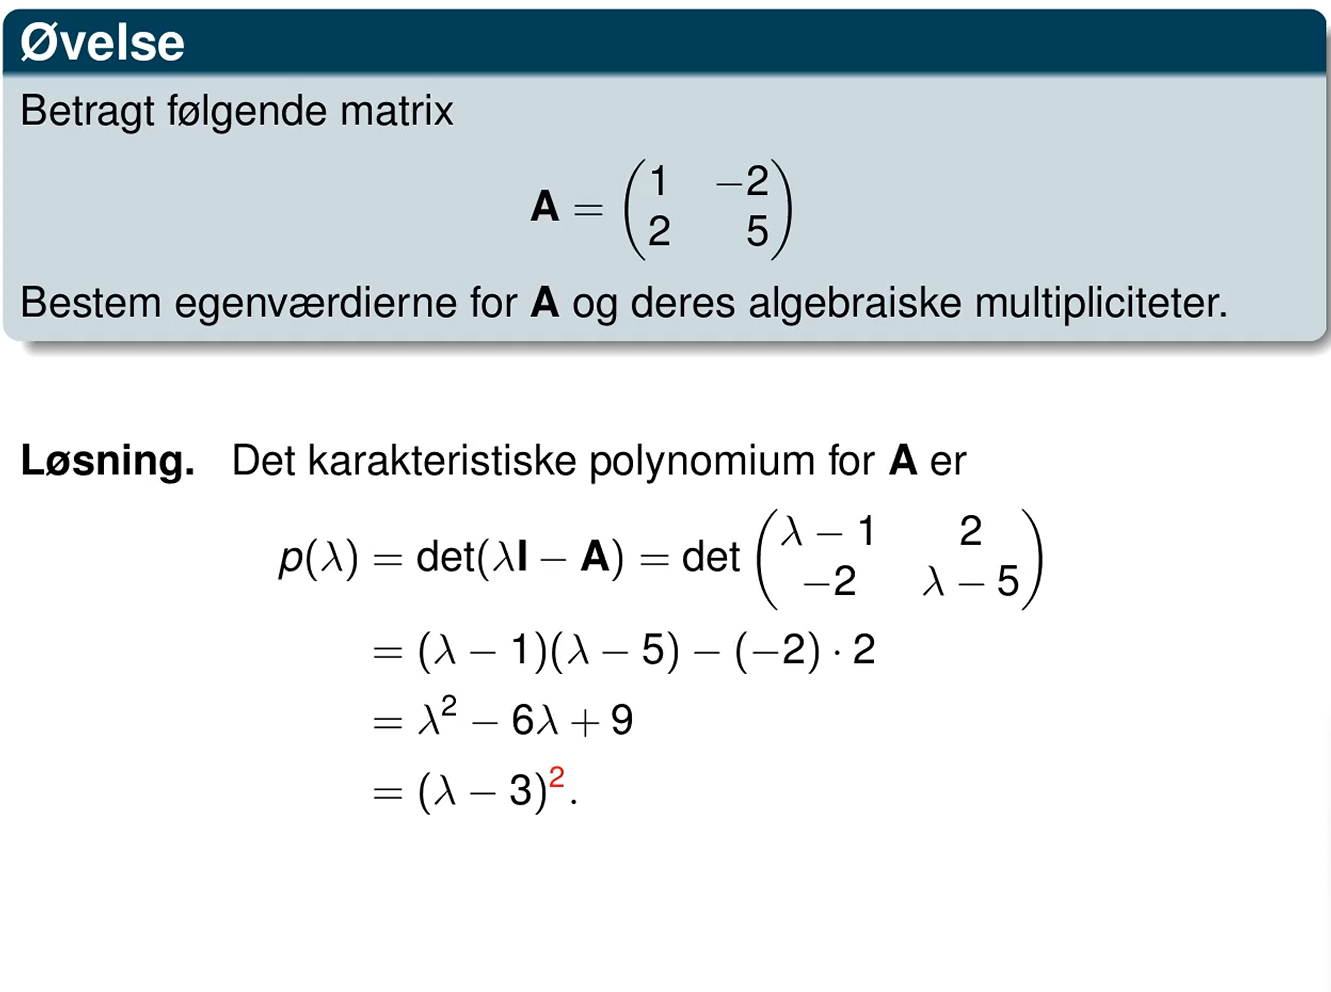 Øvelse
Betragt følgende matrix
A = (1 −2
2 5)
Bestem egenværdierne for A og deres algebraiske multipliciteter.
Løsning. Det karakteristiske polynomium for A er
p(λ) = det(λI − A) = det (λ − 1 2
−2 λ − 5)
= (λ − 1)(λ − 5) − (−2) · 2
= λ² − 6λ + 9
= (λ − 3)².